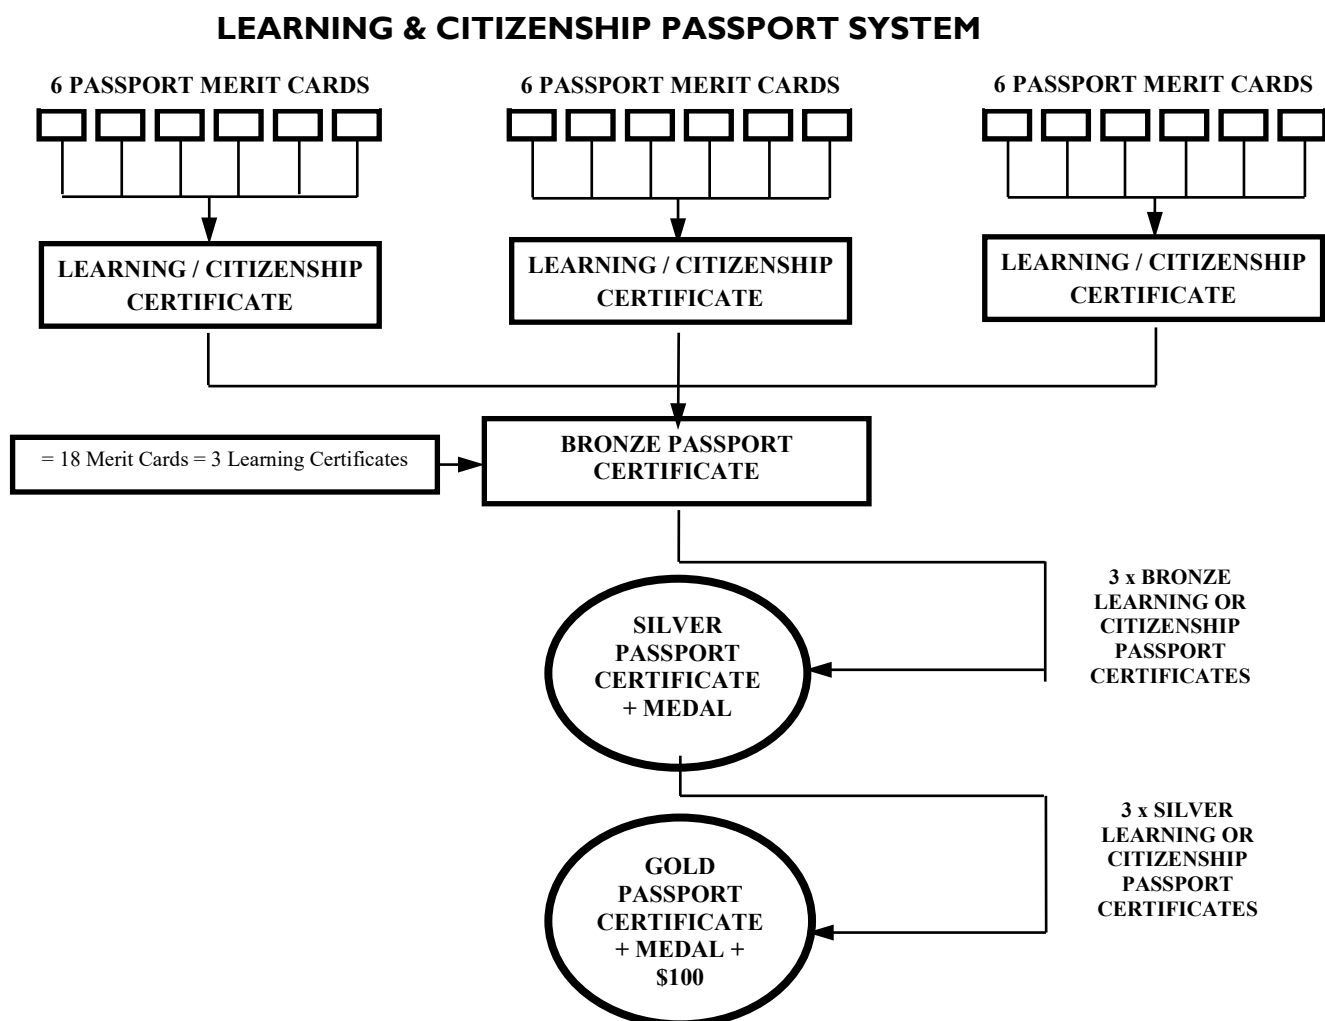 LEARNING & CITIZENSHIP PASSPORT SYSTEM
6 PASSPORT MERIT CARDS
6 PASSPORT MERIT CARDS
6 PASSPORT MERIT CARDS
LEARNING / CITIZENSHIP
CERTIFICATE
LEARNING / CITIZENSHIP
CERTIFICATE
LEARNING / CITIZENSHIP
CERTIFICATE
= 18 Merit Cards = 3 Learning Certificates
BRONZE PASSPORT
CERTIFICATE
3 x BRONZE
LEARNING OR
CITIZENSHIP
PASSPORT
CERTIFICATES
SILVER
PASSPORT
CERTIFICATE
+ MEDAL
3 x SILVER
LEARNING OR
CITIZENSHIP
PASSPORT
CERTIFICATES
GOLD
PASSPORT
CERTIFICATE
+ MEDAL +
$100